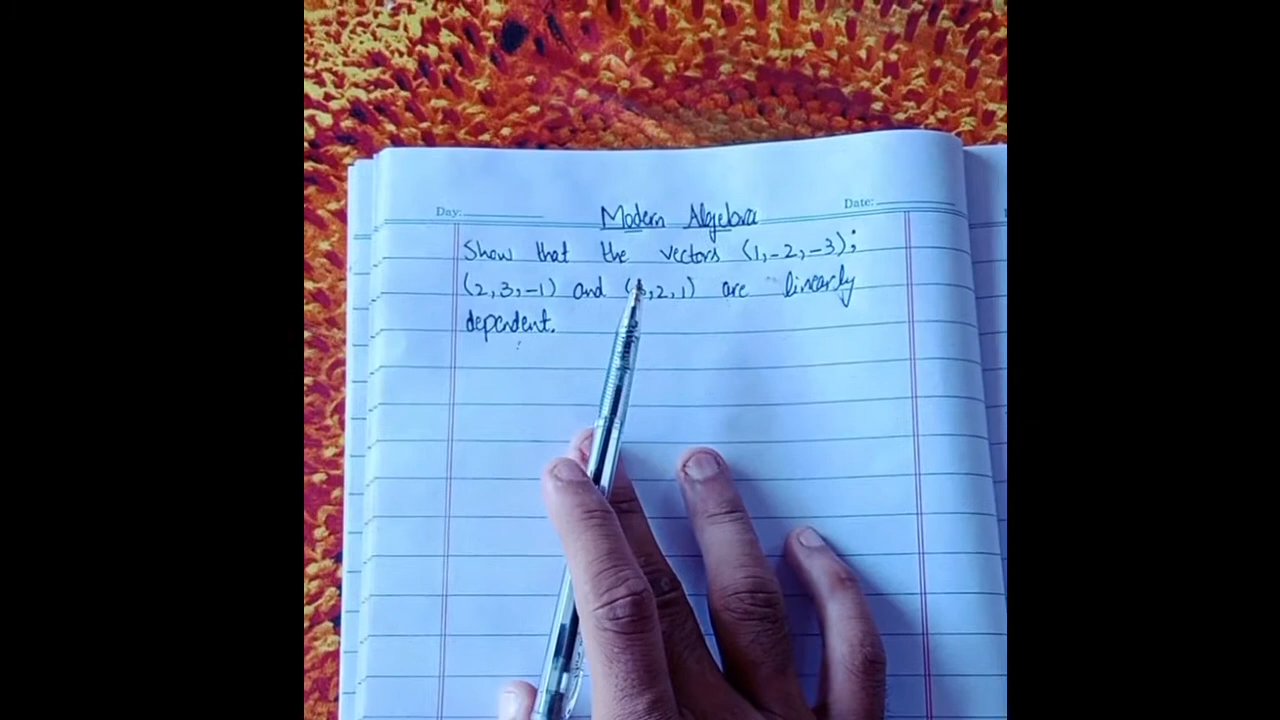 Day:
Date:
Modern Algebra
Show that the vectors (1,-2,-3);
(2,3,-1) and ( ,2,1) are linearly
dependent.